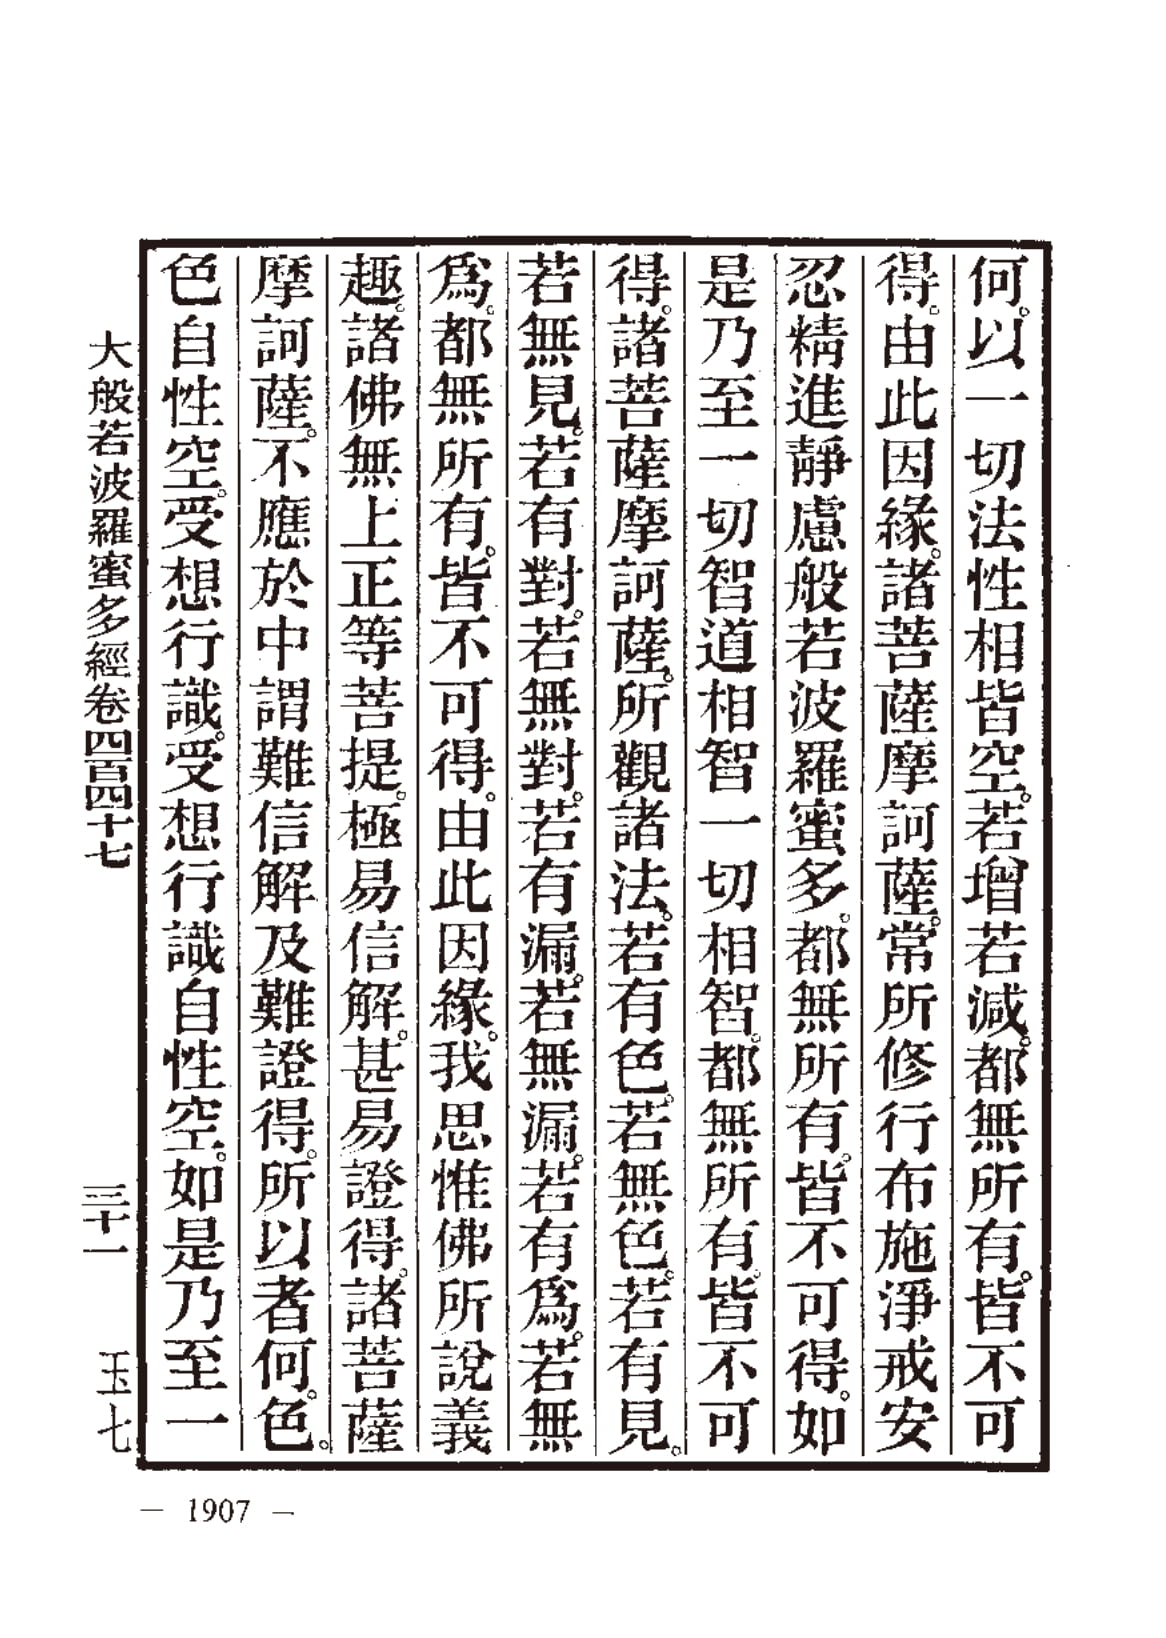 何。以一切法性相皆空。若增若減。都無所有。皆不可
得。由此因緣。諸菩薩摩訶薩。常所修行布施淨戒安
忍精進靜慮般若波羅蜜多。都無所有。皆不可得。如
是乃至一切智道相智一切相智。都無所有。皆不可
得。諸菩薩摩訶薩。所觀諸法。若有色。若無色。若有見。
若無見。若有對。若無對。若有漏。若無漏。若有爲。若無
爲。都無所有。皆不可得。由此因緣。我思惟佛所說義
趣。諸佛無上正等菩提。極易信解。甚易證得。諸菩薩
摩訶薩。不應於中謂難信解及難證得。所以者何。色。
色自性空。受想行識。受想行識自性空。如是乃至一
大般若波羅蜜多經卷四百四十七 三十一 玉七
— 1907 —